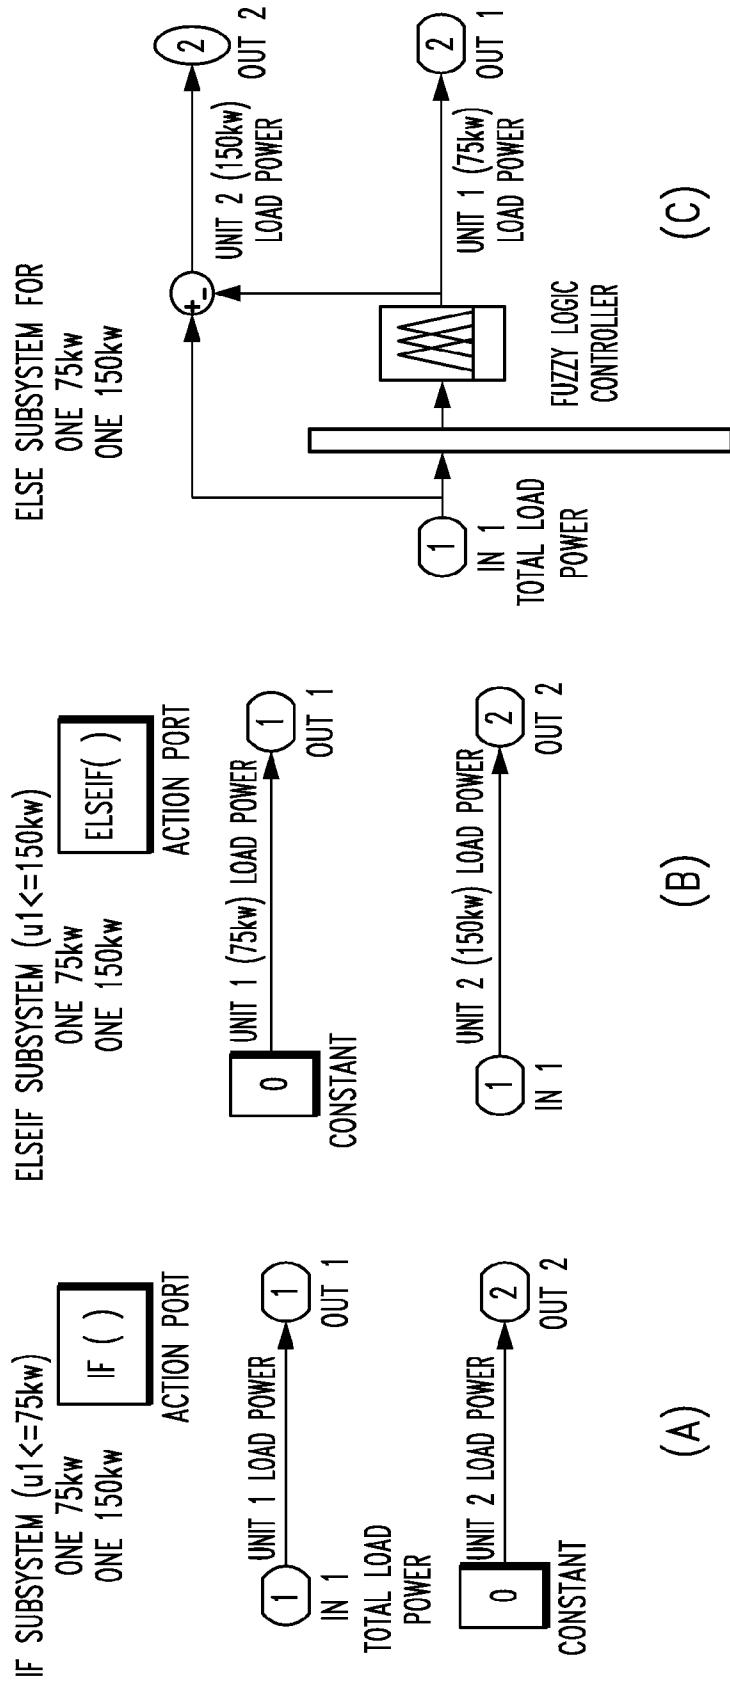 IF SUBSYSTEM (u1<=75kw)
ONE 75kw
ONE 150kw
IF ( )
ACTION PORT
1
IN 1
TOTAL LOAD
POWER
UNIT 1 LOAD POWER
1
OUT 1
0
CONSTANT
UNIT 2 LOAD POWER
2
OUT 2
(A)
ELSEIF SUBSYSTEM (u1<=150kw)
ONE 75kw
ONE 150kw
ELSEIF( )
ACTION PORT
0
CONSTANT
UNIT 1 (75kw) LOAD POWER
1
OUT 1
1
IN 1
UNIT 2 (150kw) LOAD POWER
2
OUT 2
(B)
ELSE SUBSYSTEM FOR
ONE 75kw
ONE 150kw
+-
UNIT 2 (150kw)
LOAD POWER
2
OUT 2
1
IN 1
TOTAL LOAD
POWER
FUZZY LOGIC
CONTROLLER
UNIT 1 (75kw)
LOAD POWER
2
OUT 1
(C)